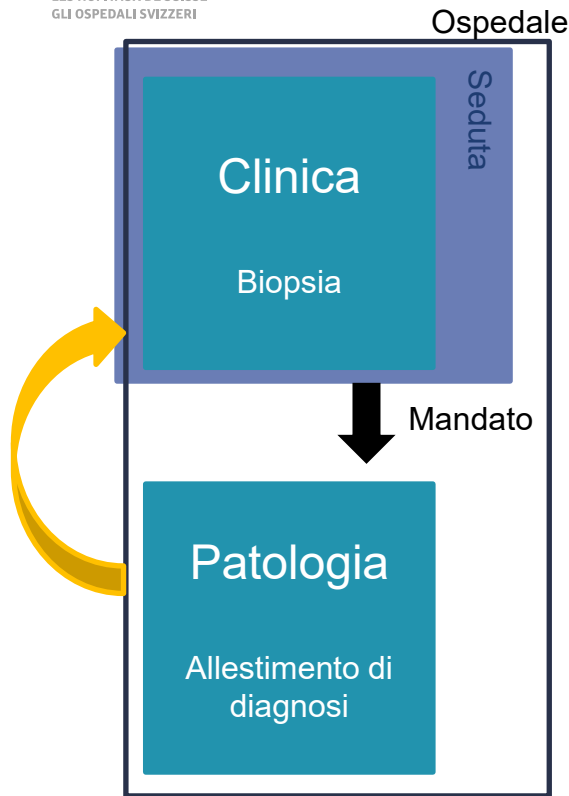 GLI OSPEDALI SVIZZERI
Ospedale
Seduta
Clinica
Biopsia
Mandato
Patologia
Allestimento di
diagnosi